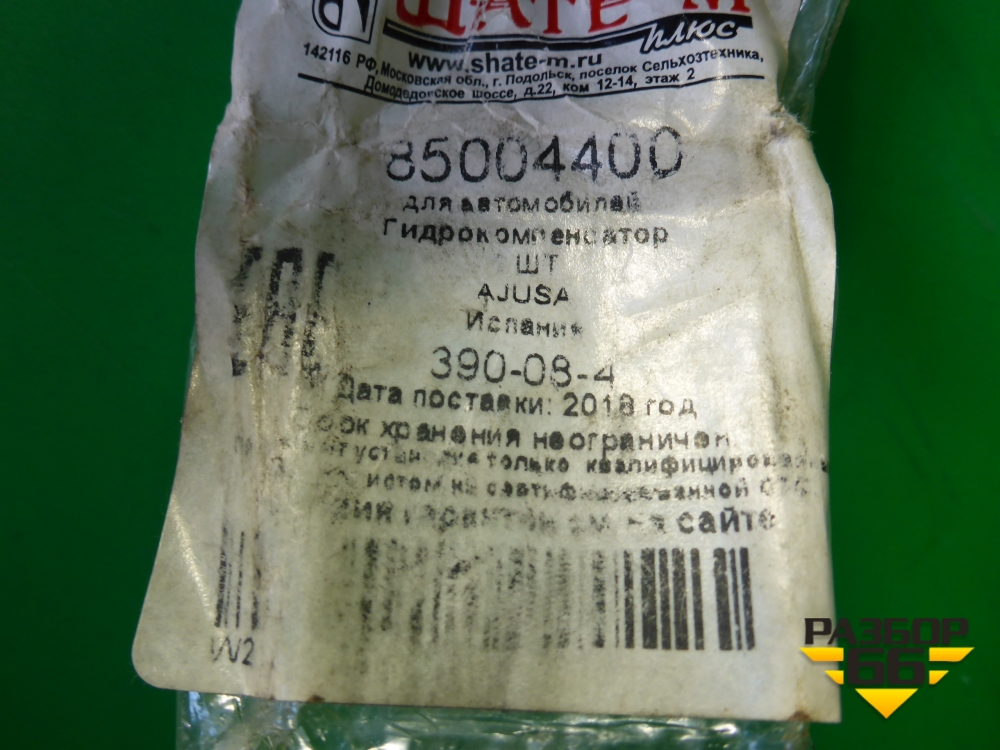 ШАТЕ-М
ПЛЮС
www.shate-m.ru
142116 РФ, Московская обл., г. Подольск, поселок Сельхозтехника,
Домодедовское шоссе, д.22, ком 12-14, этаж 2
85004400
для автомобилей
Гидрокомпенсатор
ШТ
AJUSA
Испания
390-08-4
Дата поставки: 2018 год
Срок хранения неограничен
только квалифицирован
на сертифицированной СТО
на сайте
W2
РАЗБОР
66